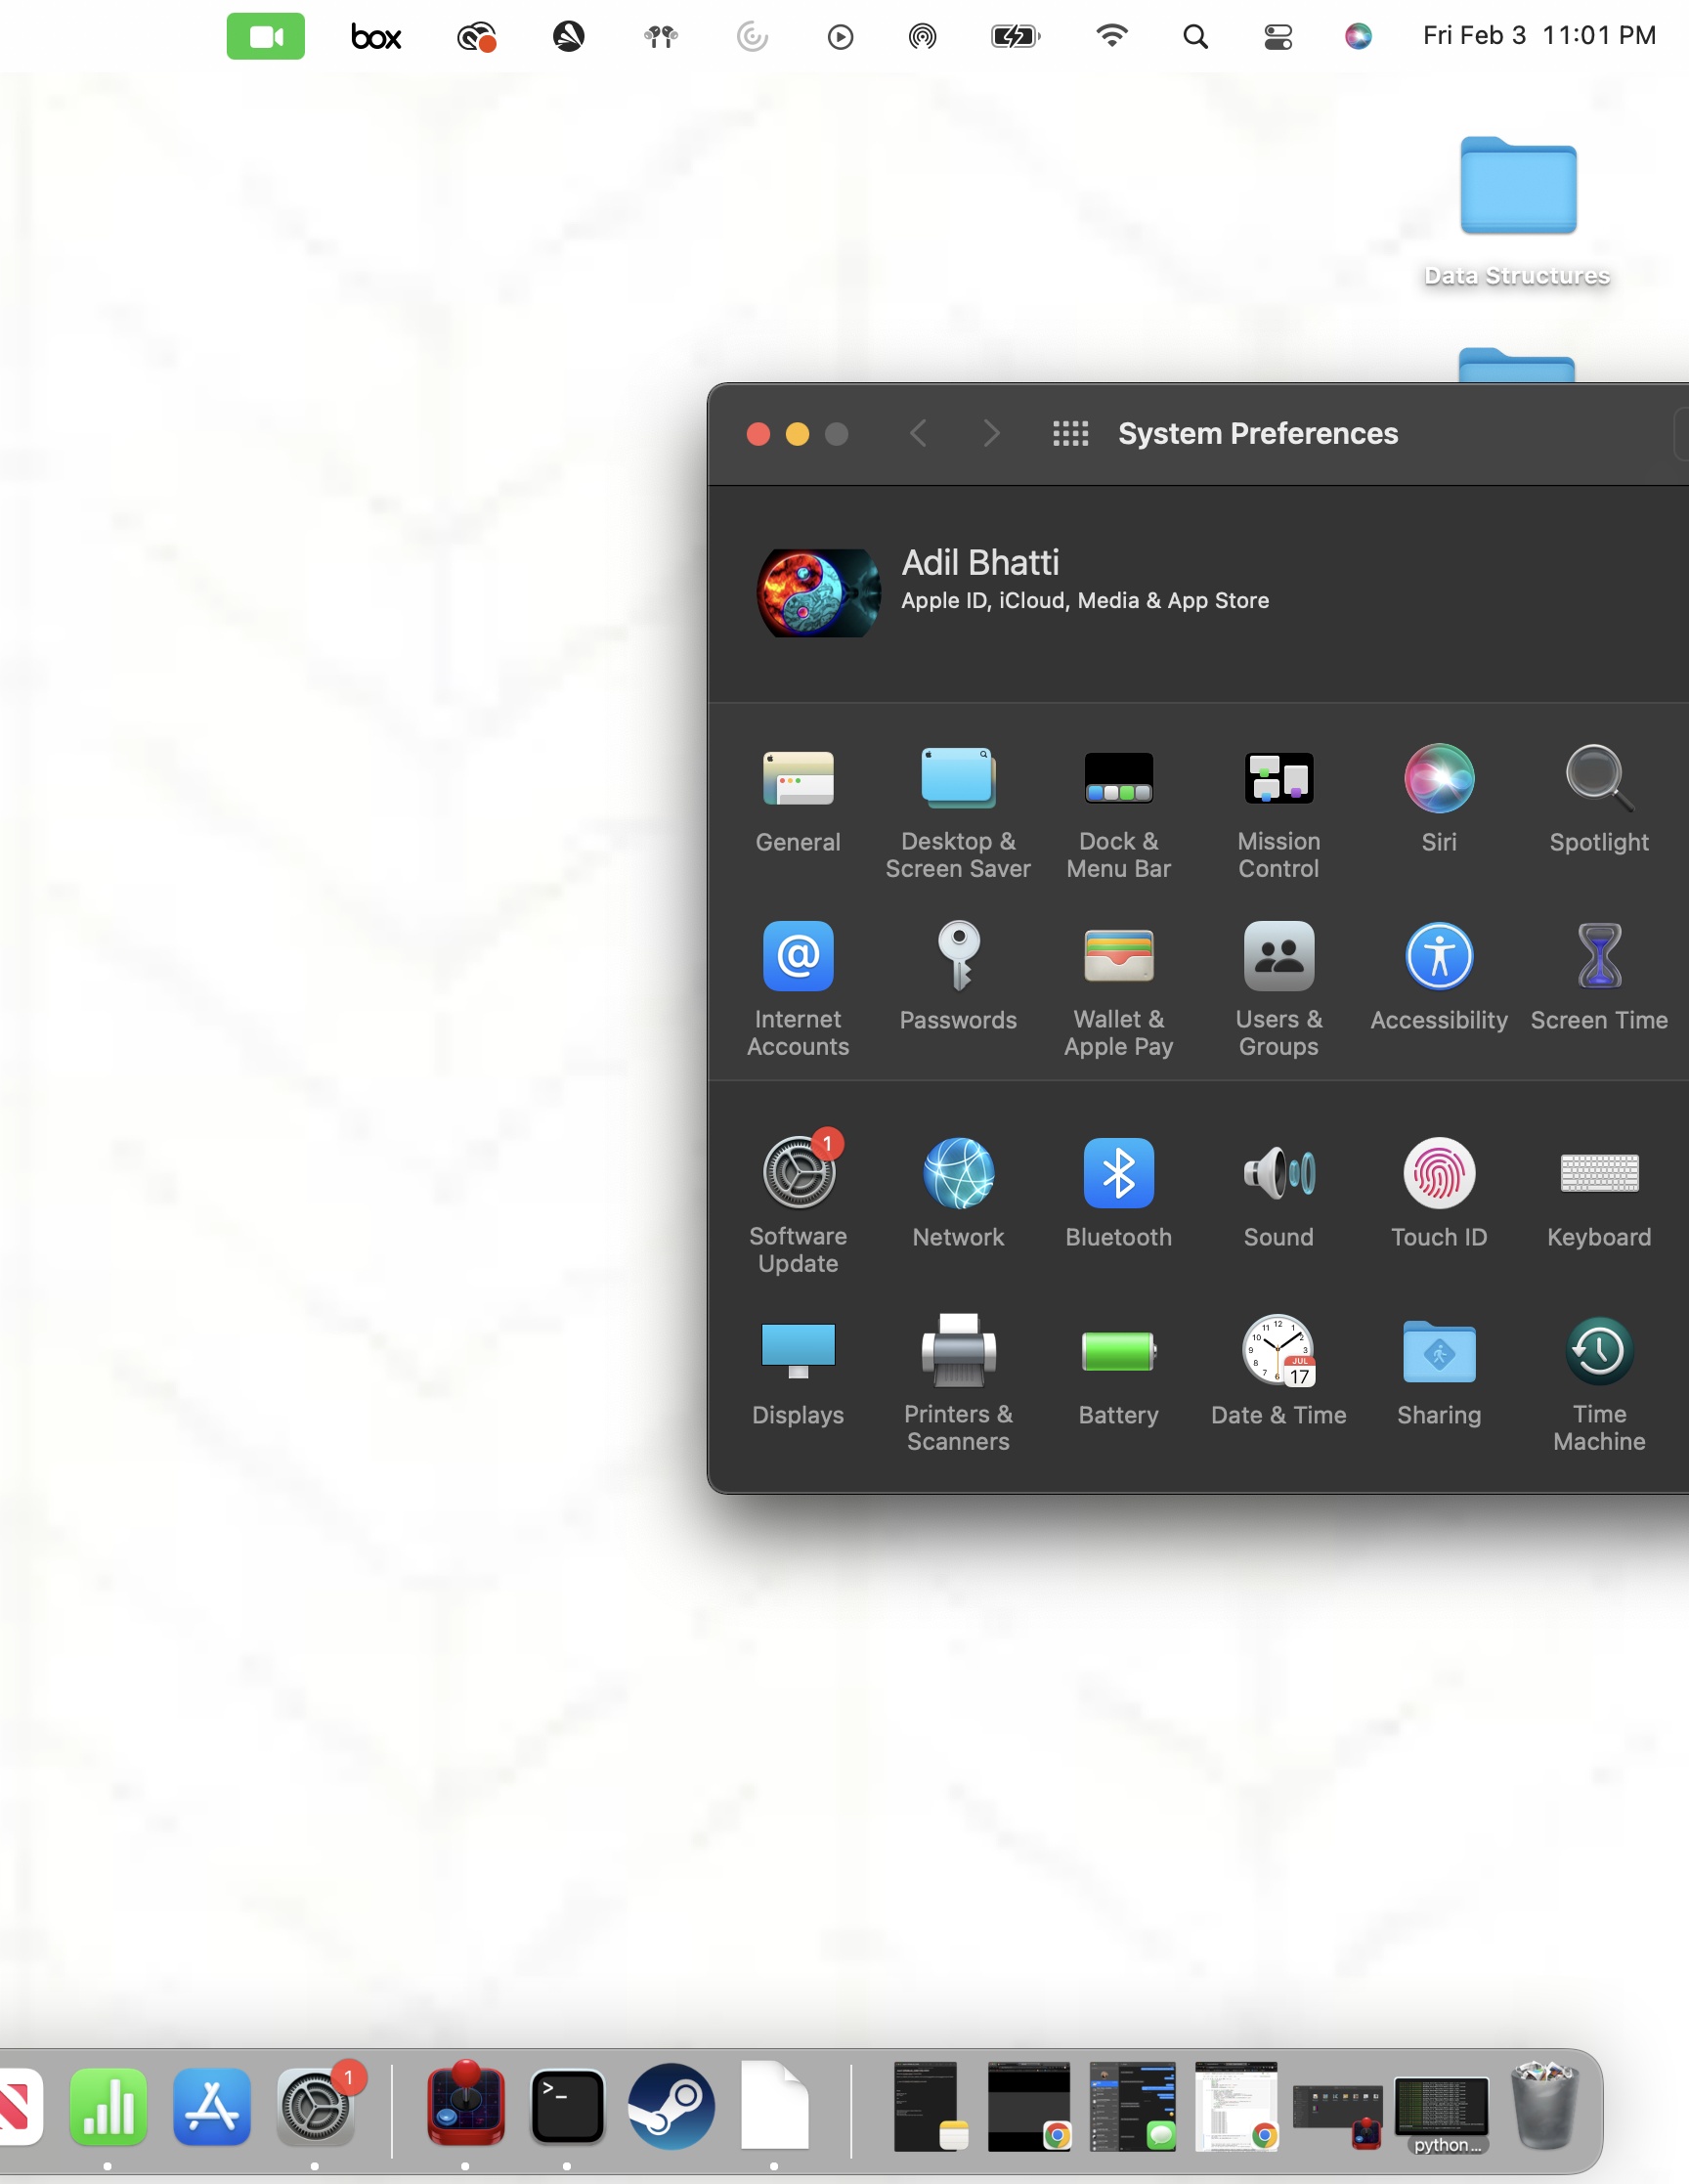 box
Fri Feb 3 11:01 PM
Data Structures
System Preferences
Adil Bhatti
Apple ID, iCloud, Media & App Store
General
Desktop &
Screen Saver
Dock &
Menu Bar
Mission
Control
Siri
Spotlight
Internet
Accounts
Passwords
Wallet &
Apple Pay
Users &
Groups
Accessibility
Screen Time
1
Software
Update
Network
Bluetooth
Sound
Touch ID
Keyboard
JUL
17
Displays
Printers &
Scanners
Battery
Date & Time
Sharing
Time
Machine
1
>_
python...